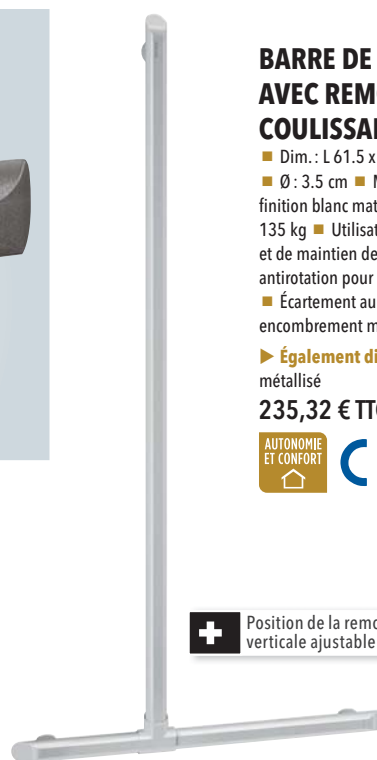 BARRE DE
AVEC REM
COULISSA
■ Dim. : L 61.5 x
■ Ø : 3.5 cm ■
finition blanc mat
135 kg ■ Utilisat
et de maintien de
antirotation pour
■ Écartement au
encombrement m
▶ Également di
métallisé
235,32 € TT
AUTONOMIE
ET CONFORT
Position de la remo
verticale ajustable